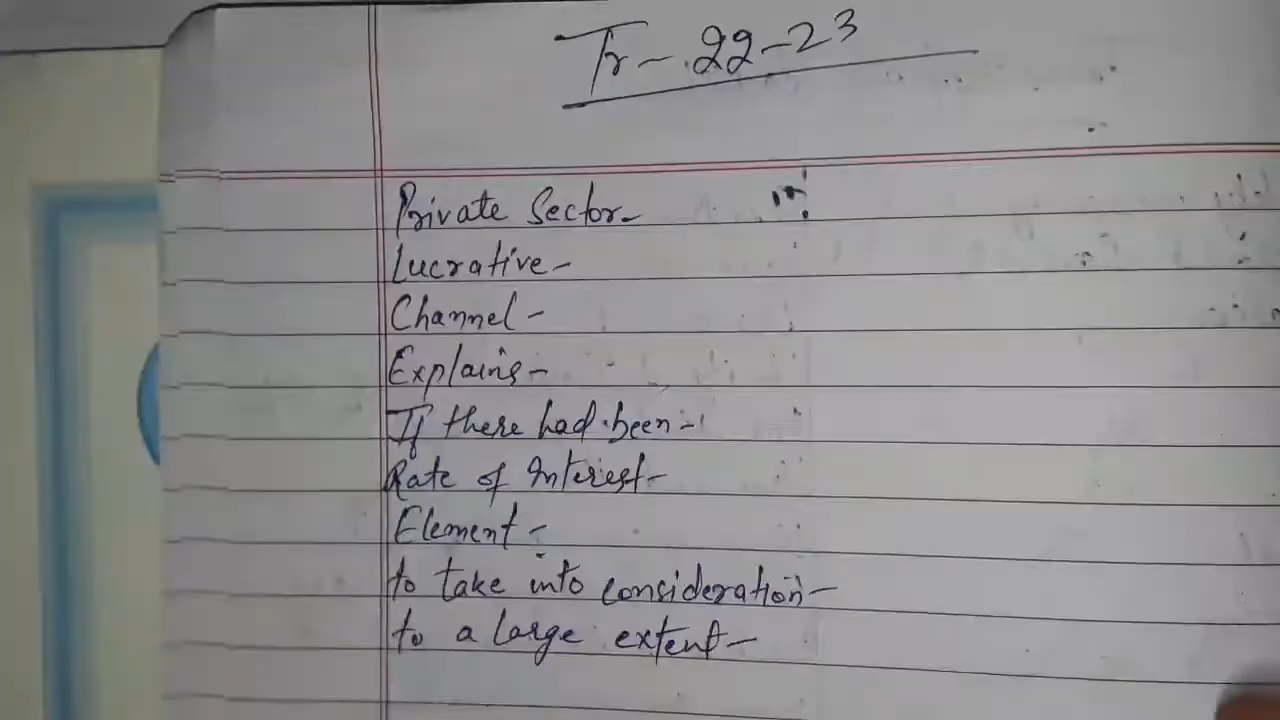 Tr - 22-23
Private Sector-
Lucrative-
Channel-
Explains-
If there had been-
Rate of Interest-
Element-
to take into consideration-
to a large extent-